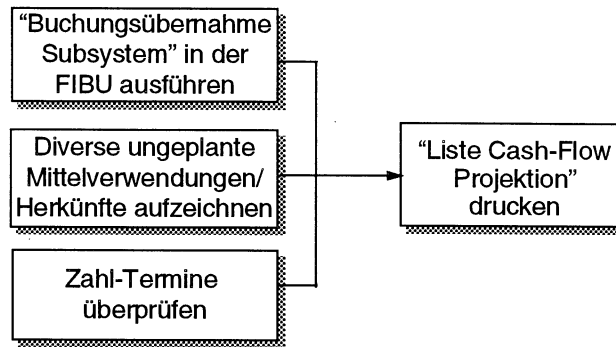 “Buchungsübernahme
Subsystem” in der
FIBU ausführen
Diverse ungeplante
Mittelverwendungen/
Herkünfte aufzeichnen
Zahl-Termine
überprüfen
“Liste Cash-Flow
Projektion”
drucken